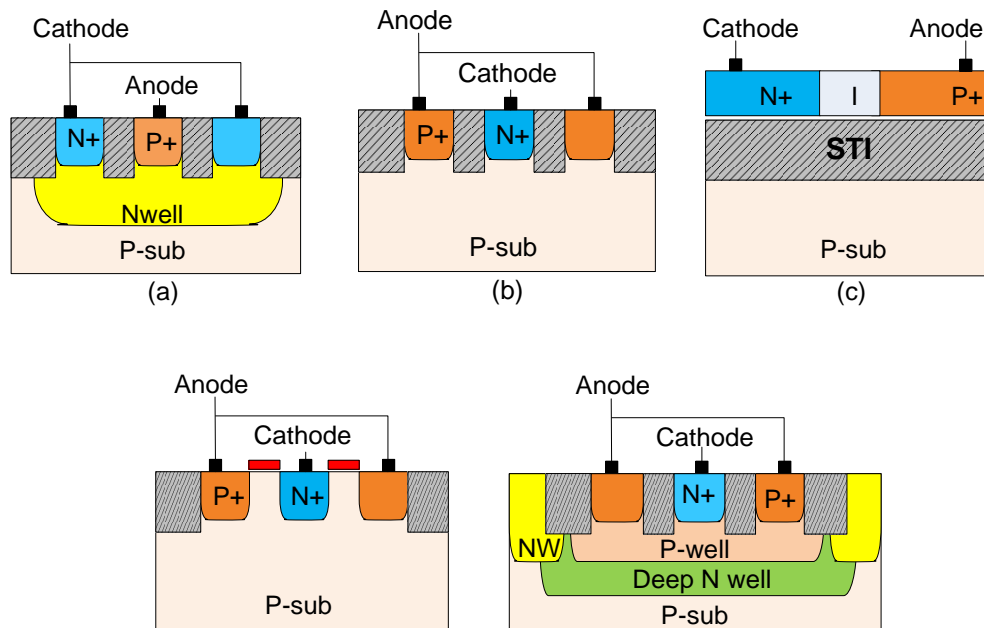 Cathode
Anode
N+
P+
Nwell
P-sub
(a)
Anode
Cathode
P+
N+
P-sub
(b)
Cathode
Anode
N+
I
P+
STI
P-sub
(c)
Anode
Cathode
P+
N+
P-sub
Anode
Cathode
N+
P+
NW
P-well
Deep N well
P-sub